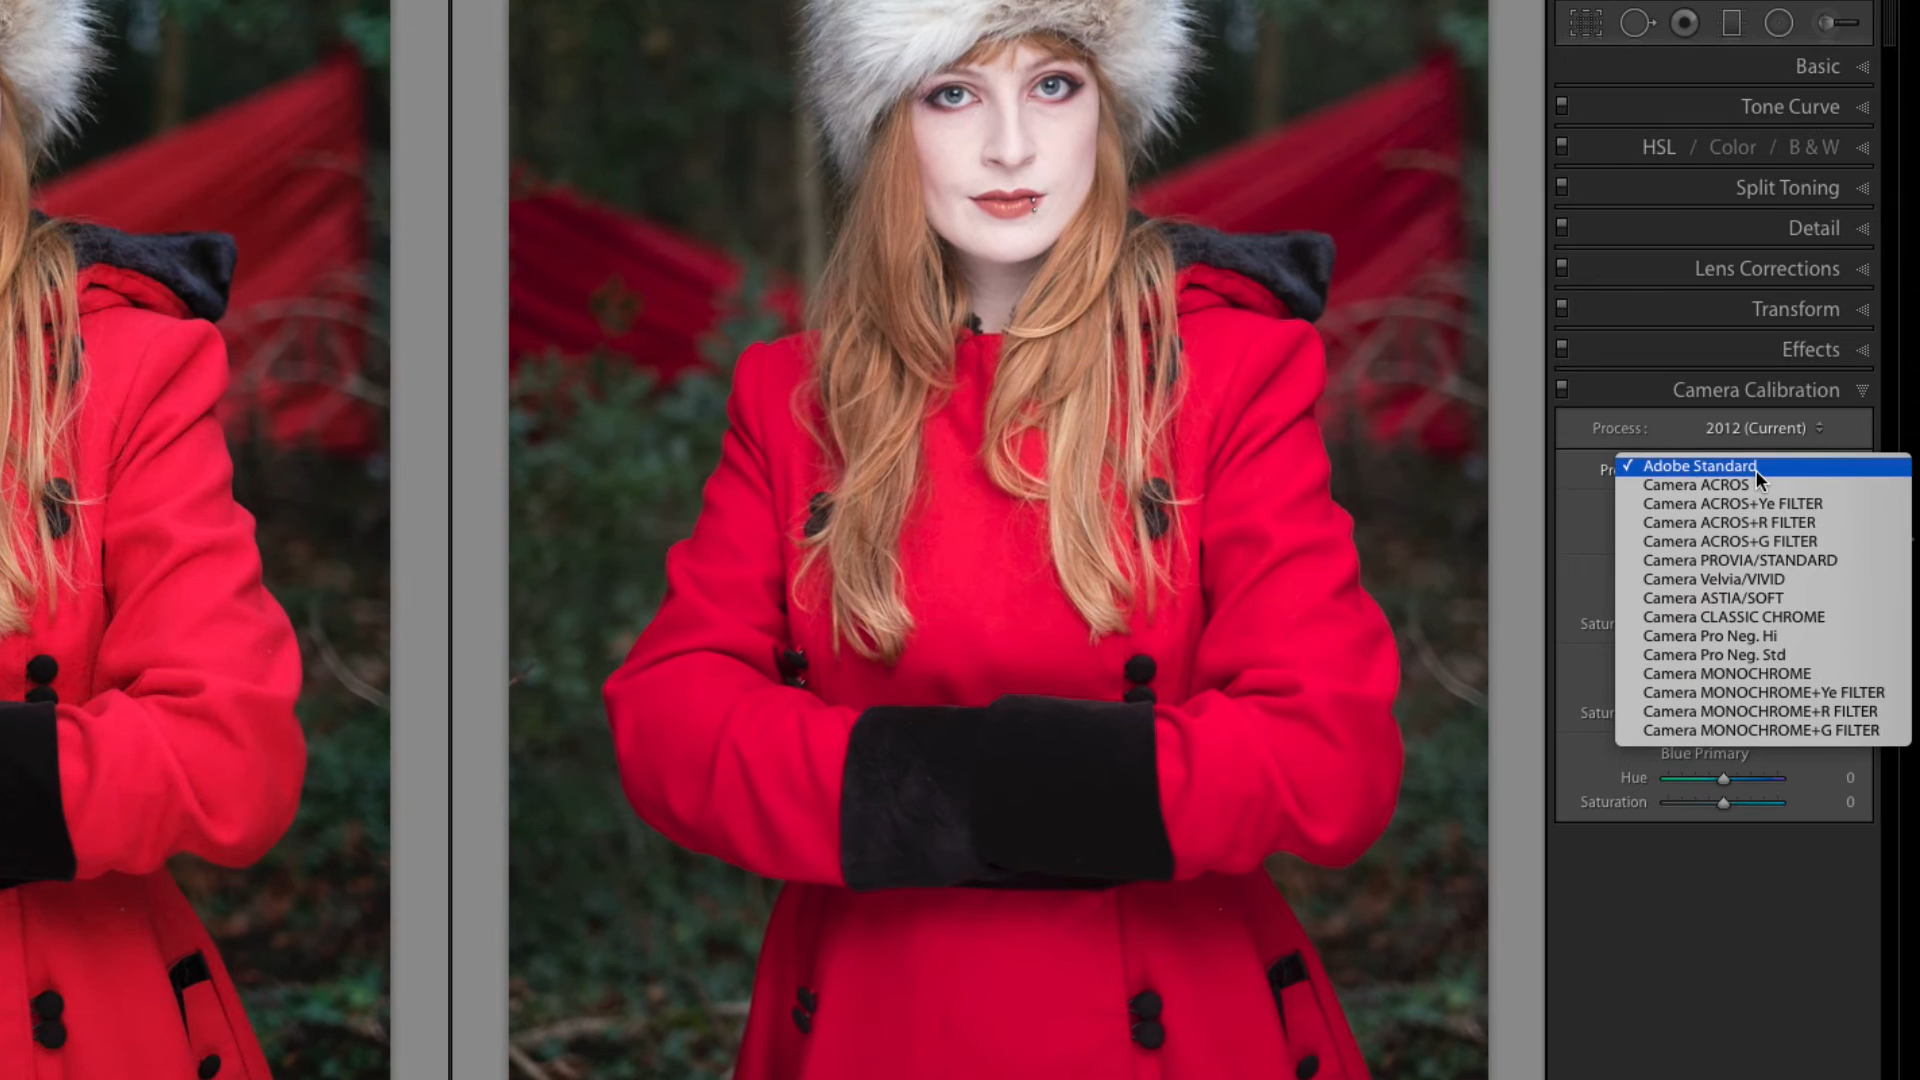 Basic
Tone Curve
HSL / Color / B & W
Split Toning
Detail
Lens Corrections
Transform
Effects
Camera Calibration
Process: 2012 (Current)
Adobe Standard
Camera ACROS
Camera ACROS+Ye FILTER
Camera ACROS+R FILTER
Camera ACROS+G FILTER
Camera PROVIA/STANDARD
Camera Velvia/VIVID
Camera ASTIA/SOFT
Camera CLASSIC CHROME
Camera Pro Neg. Hi
Camera Pro Neg. Std
Camera MONOCHROME
Camera MONOCHROME+Ye FILTER
Camera MONOCHROME+R FILTER
Camera MONOCHROME+G FILTER
Blue Primary
Hue 0
Saturation 0